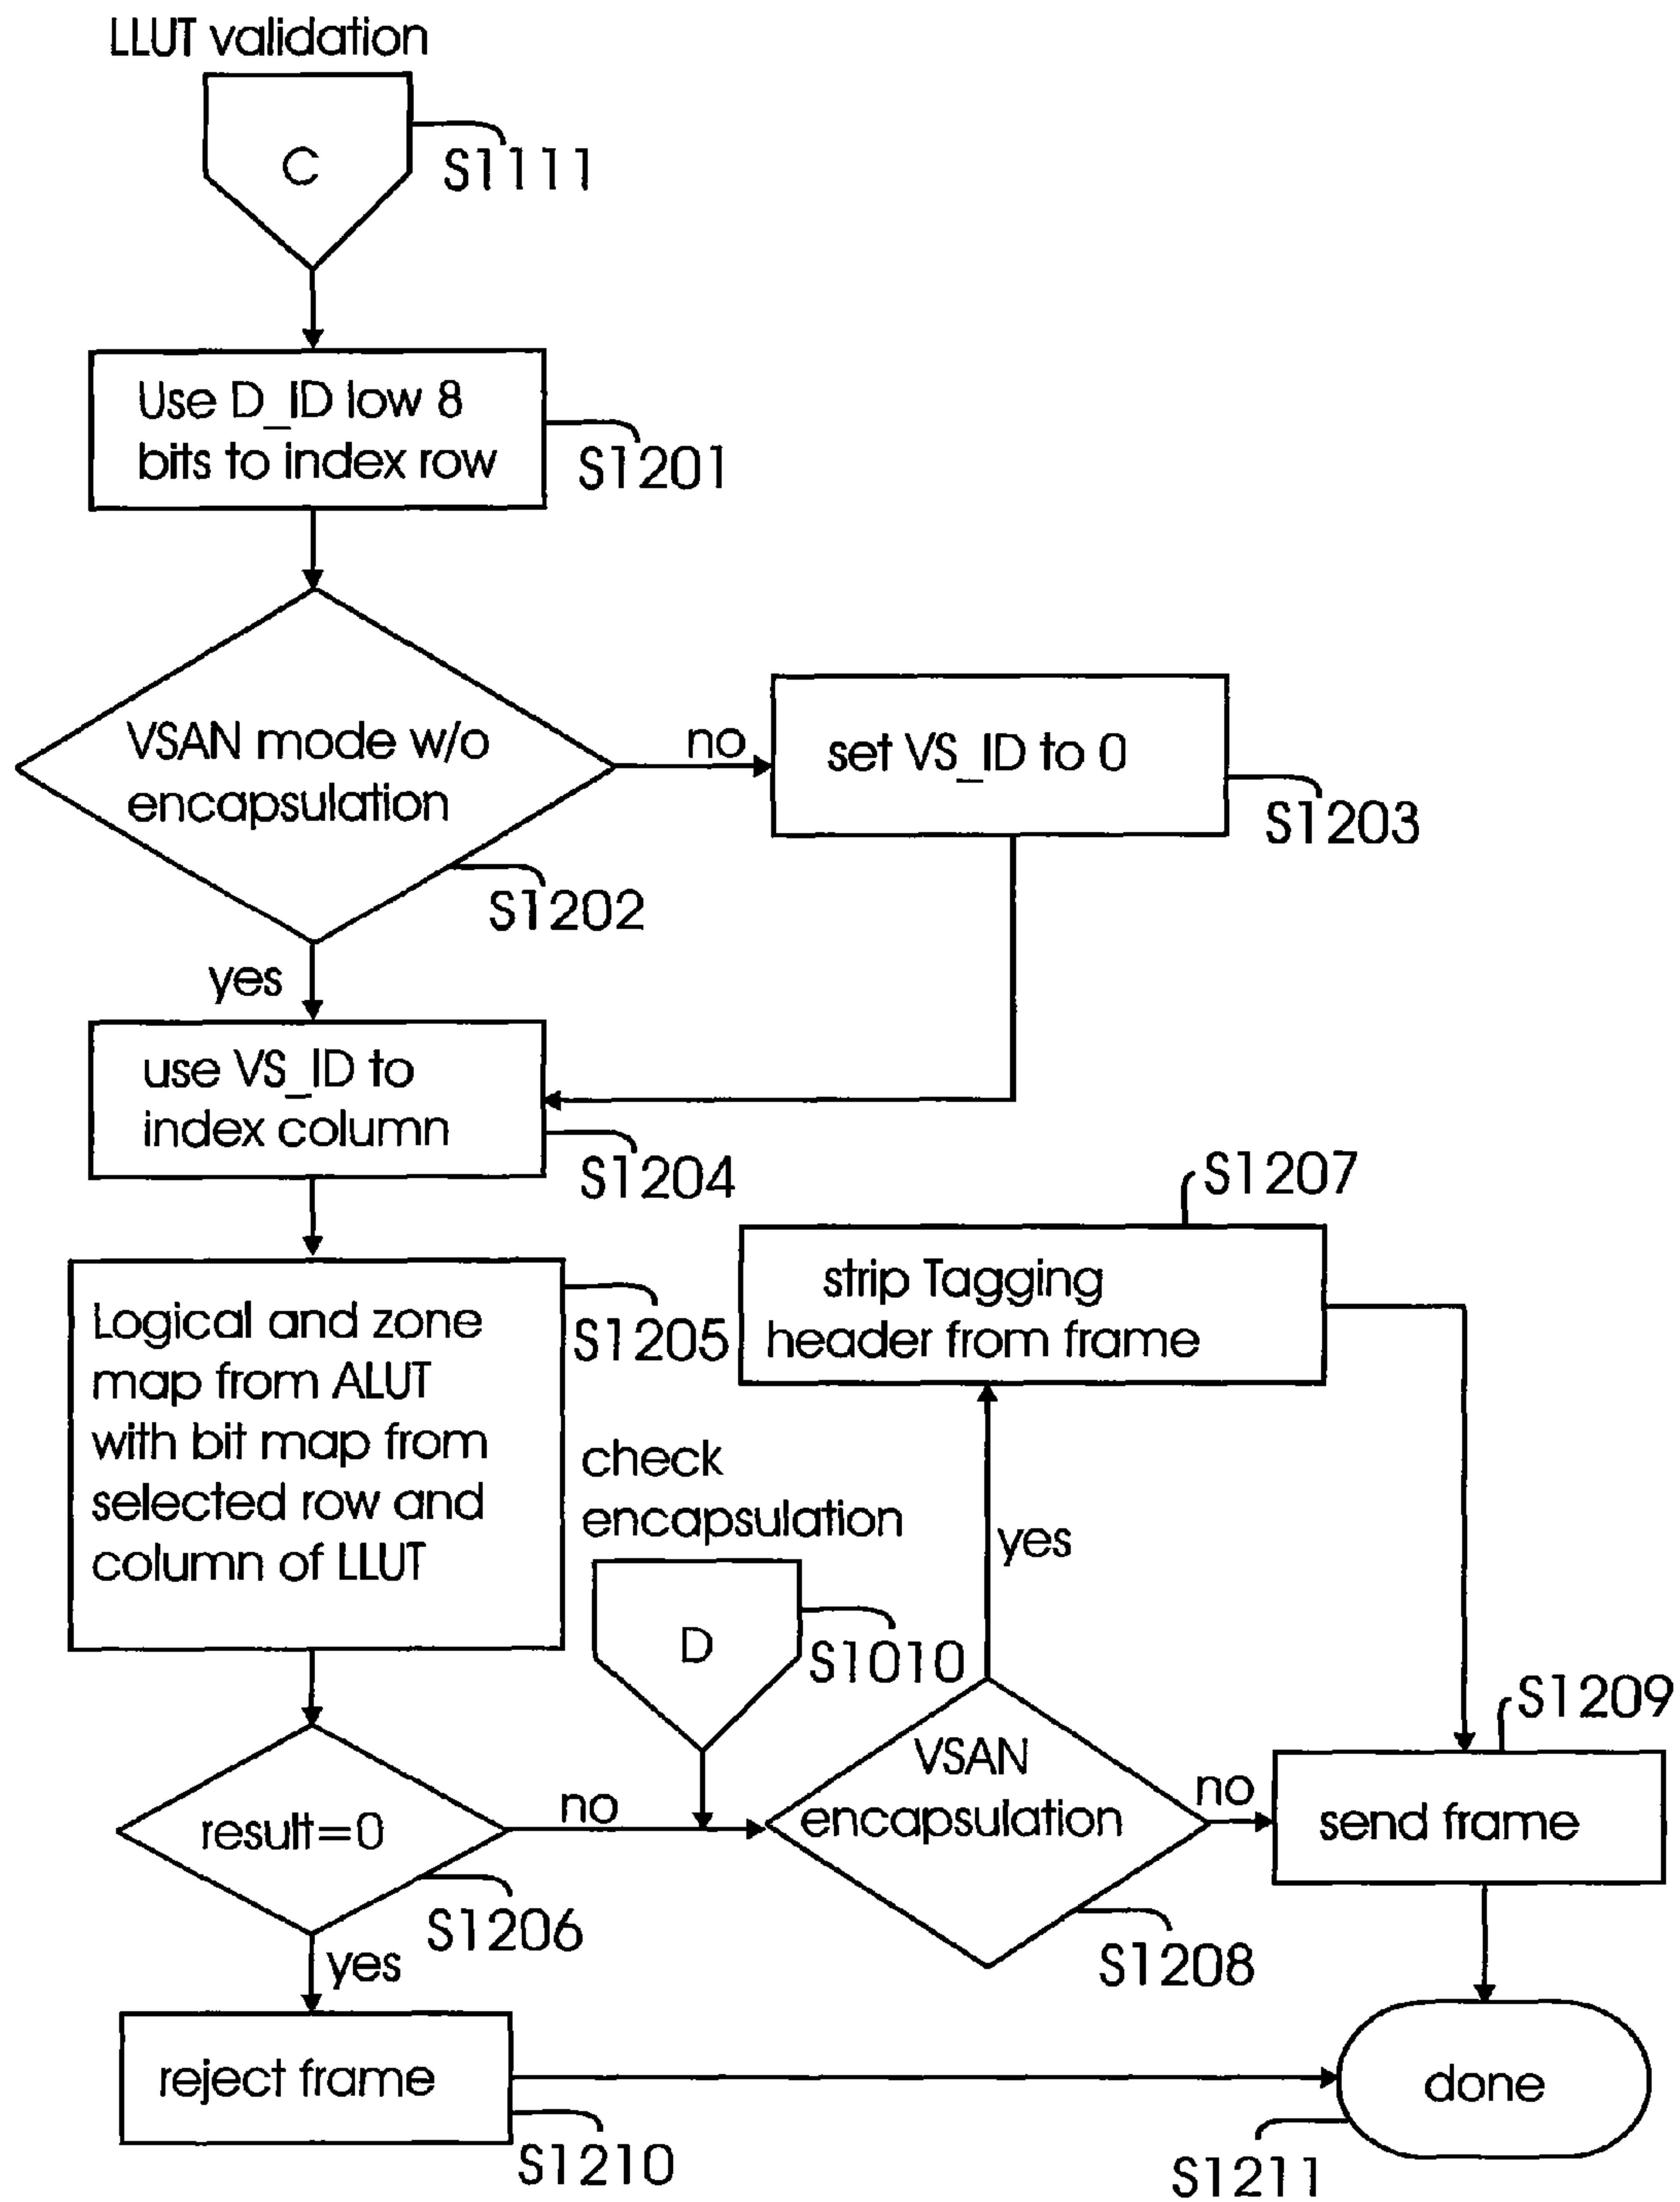 LLUT validation
C
S1111
Use D_ID low 8
bits to index row
S1201
VSAN mode w/o
encapsulation
S1202
no
set VS_ID to 0
S1203
yes
use VS_ID to
index column
S1204
Logical and zone
map from ALUT
with bit map from
selected row and
column of LLUT
S1205
S1207
strip Tagging
header from frame
check
encapsulation
D
S1010
yes
result=0
S1206
no
VSAN
encapsulation
S1208
no
S1209
send frame
yes
reject frame
S1210
done
S1211